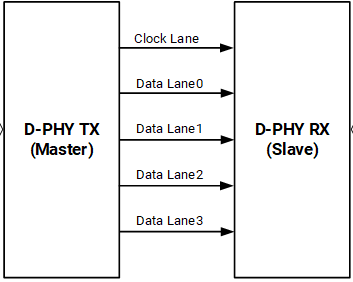 Clock Lane
Data Lane0
D-PHY TX
(Master)
Data Lane1
D-PHY RX
(Slave)
Data Lane2
Data Lane3